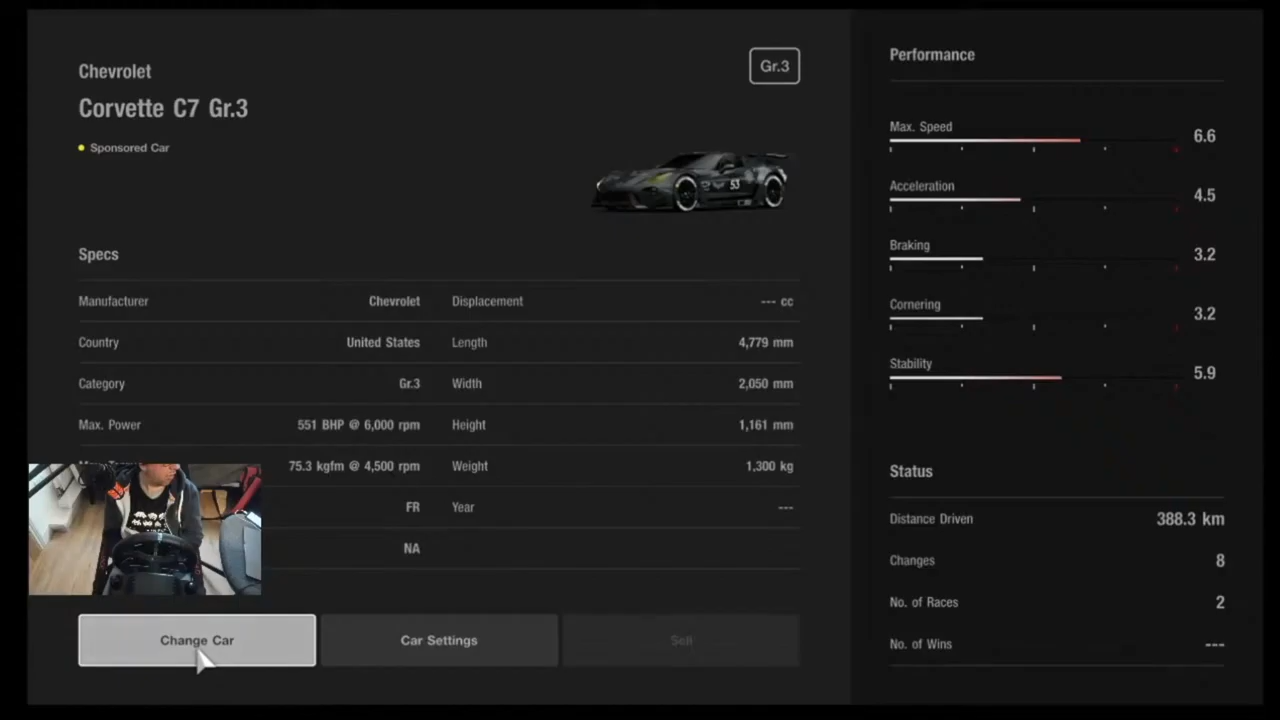 Chevrolet
Gr.3
Corvette C7 Gr.3
Sponsored Car
53
Specs
Manufacturer Chevrolet Displacement --- cc
Country United States Length 4,779 mm
Category Gr.3 Width 2,050 mm
Max. Power 551 BHP @ 6,000 rpm Height 1,161 mm
75.3 kgfm @ 4,500 rpm Weight 1,300 kg
FR Year ---
NA
Change Car Car Settings Sell
Performance
Max. Speed 6.6
Acceleration 4.5
Braking 3.2
Cornering 3.2
Stability 5.9
Status
Distance Driven 388.3 km
Changes 8
No. of Races 2
No. of Wins ---